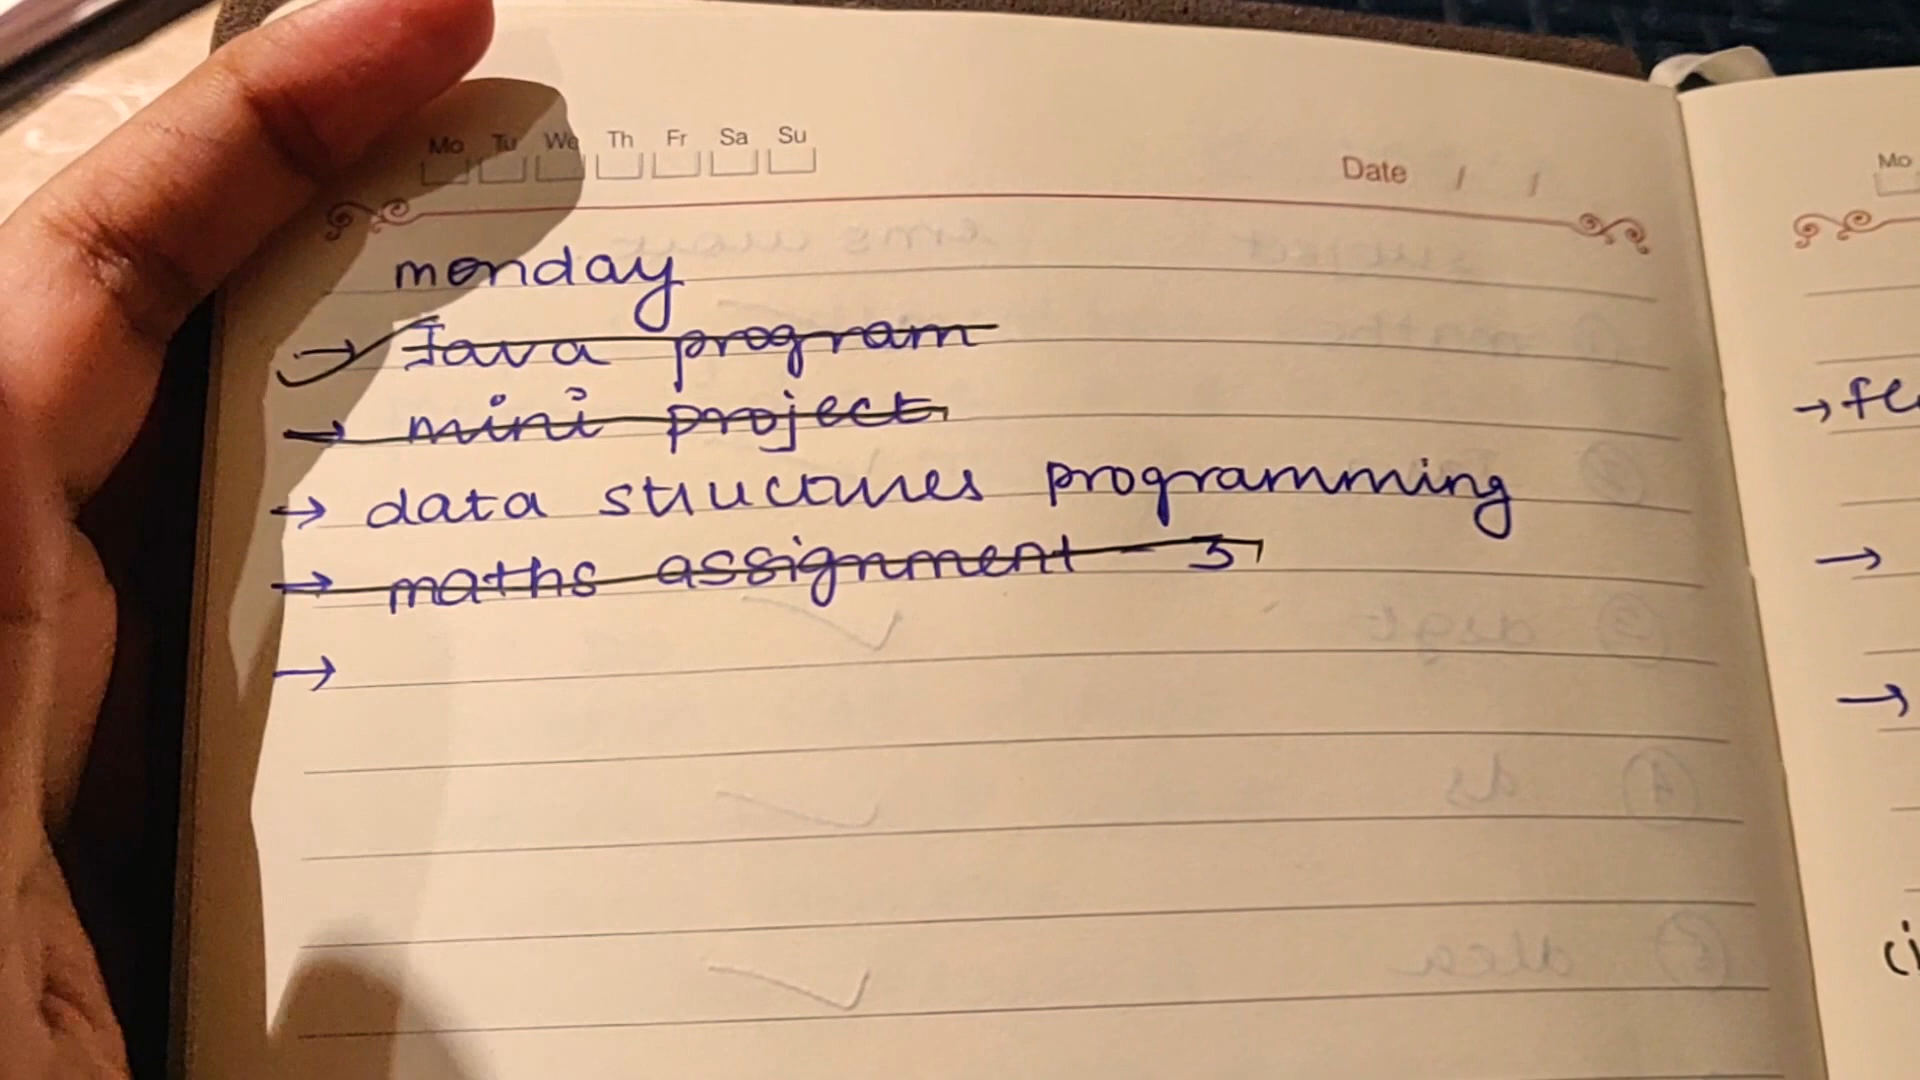 Mo Tu We Th Fr Sa Su
Date / /
monday
→ Java program
→ mini project
→ data structures programming
→ maths assignment - 3
→
Mo
→
→